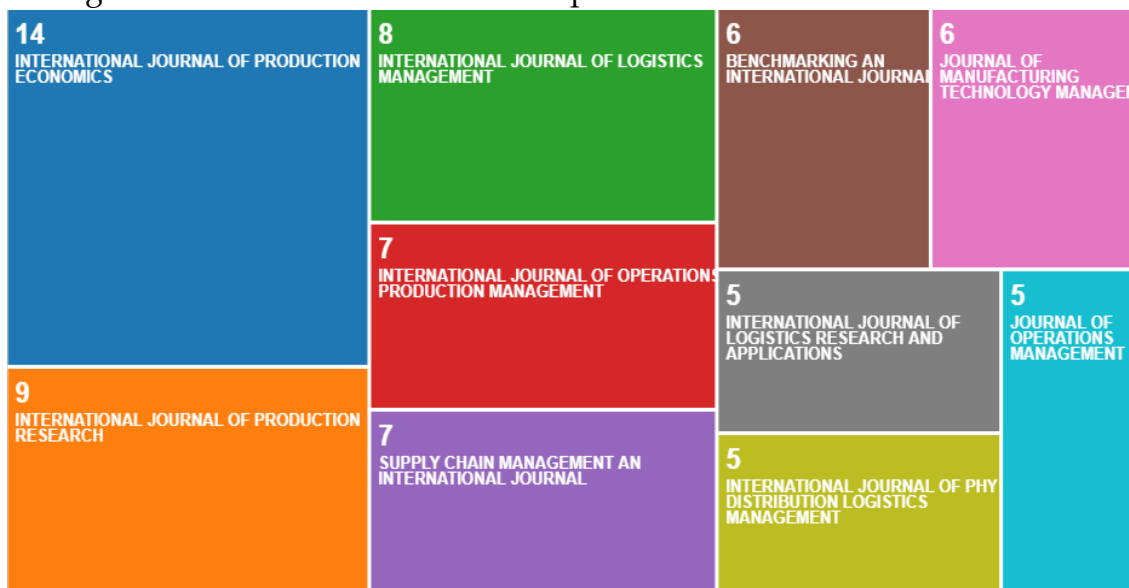 14
INTERNATIONAL JOURNAL OF PRODUCTION
ECONOMICS
9
INTERNATIONAL JOURNAL OF PRODUCTION
RESEARCH
8
INTERNATIONAL JOURNAL OF LOGISTICS
MANAGEMENT
7
INTERNATIONAL JOURNAL OF OPERATIONS
PRODUCTION MANAGEMENT
7
SUPPLY CHAIN MANAGEMENT AN
INTERNATIONAL JOURNAL
6
BENCHMARKING AN
INTERNATIONAL JOURNAL
6
JOURNAL OF
MANUFACTURING
TECHNOLOGY
5
INTERNATIONAL JOURNAL OF
LOGISTICS RESEARCH AND
APPLICATIONS
5
JOURNAL OF
OPERATIONS
MANAGEMENT
5
INTERNATIONAL JOURNAL OF PHY
DISTRIBUTION LOGISTICS
MANAGEMENT